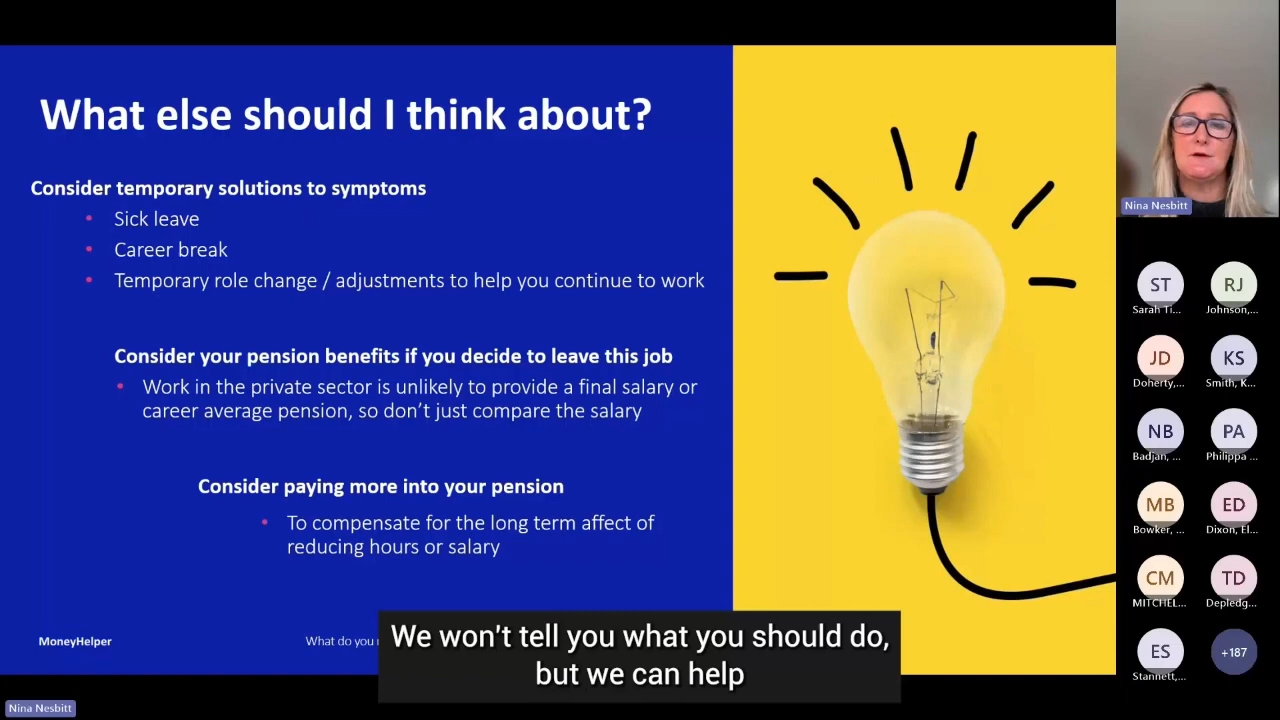 What else should I think about?
Consider temporary solutions to symptoms
• Sick leave
• Career break
• Temporary role change / adjustments to help you continue to work
Consider your pension benefits if you decide to leave this job
• Work in the private sector is unlikely to provide a final salary or
career average pension, so don't just compare the salary
Consider paying more into your pension
• To compensate for the long term affect of
reducing hours or salary
MoneyHelper
What do you
We won't tell you what you should do,
but we can help
Nina Nesbitt
Nina Nesbitt
ST
Sarah Ti...
RJ
Johnson,...
JD
Doherty,...
KS
Smith, K...
NB
Badjan, ...
PA
Philippa ...
MB
Bowker, ...
ED
Dixon, El...
CM
MITCHEL...
TD
Depledg...
ES
Stannett,...
+187